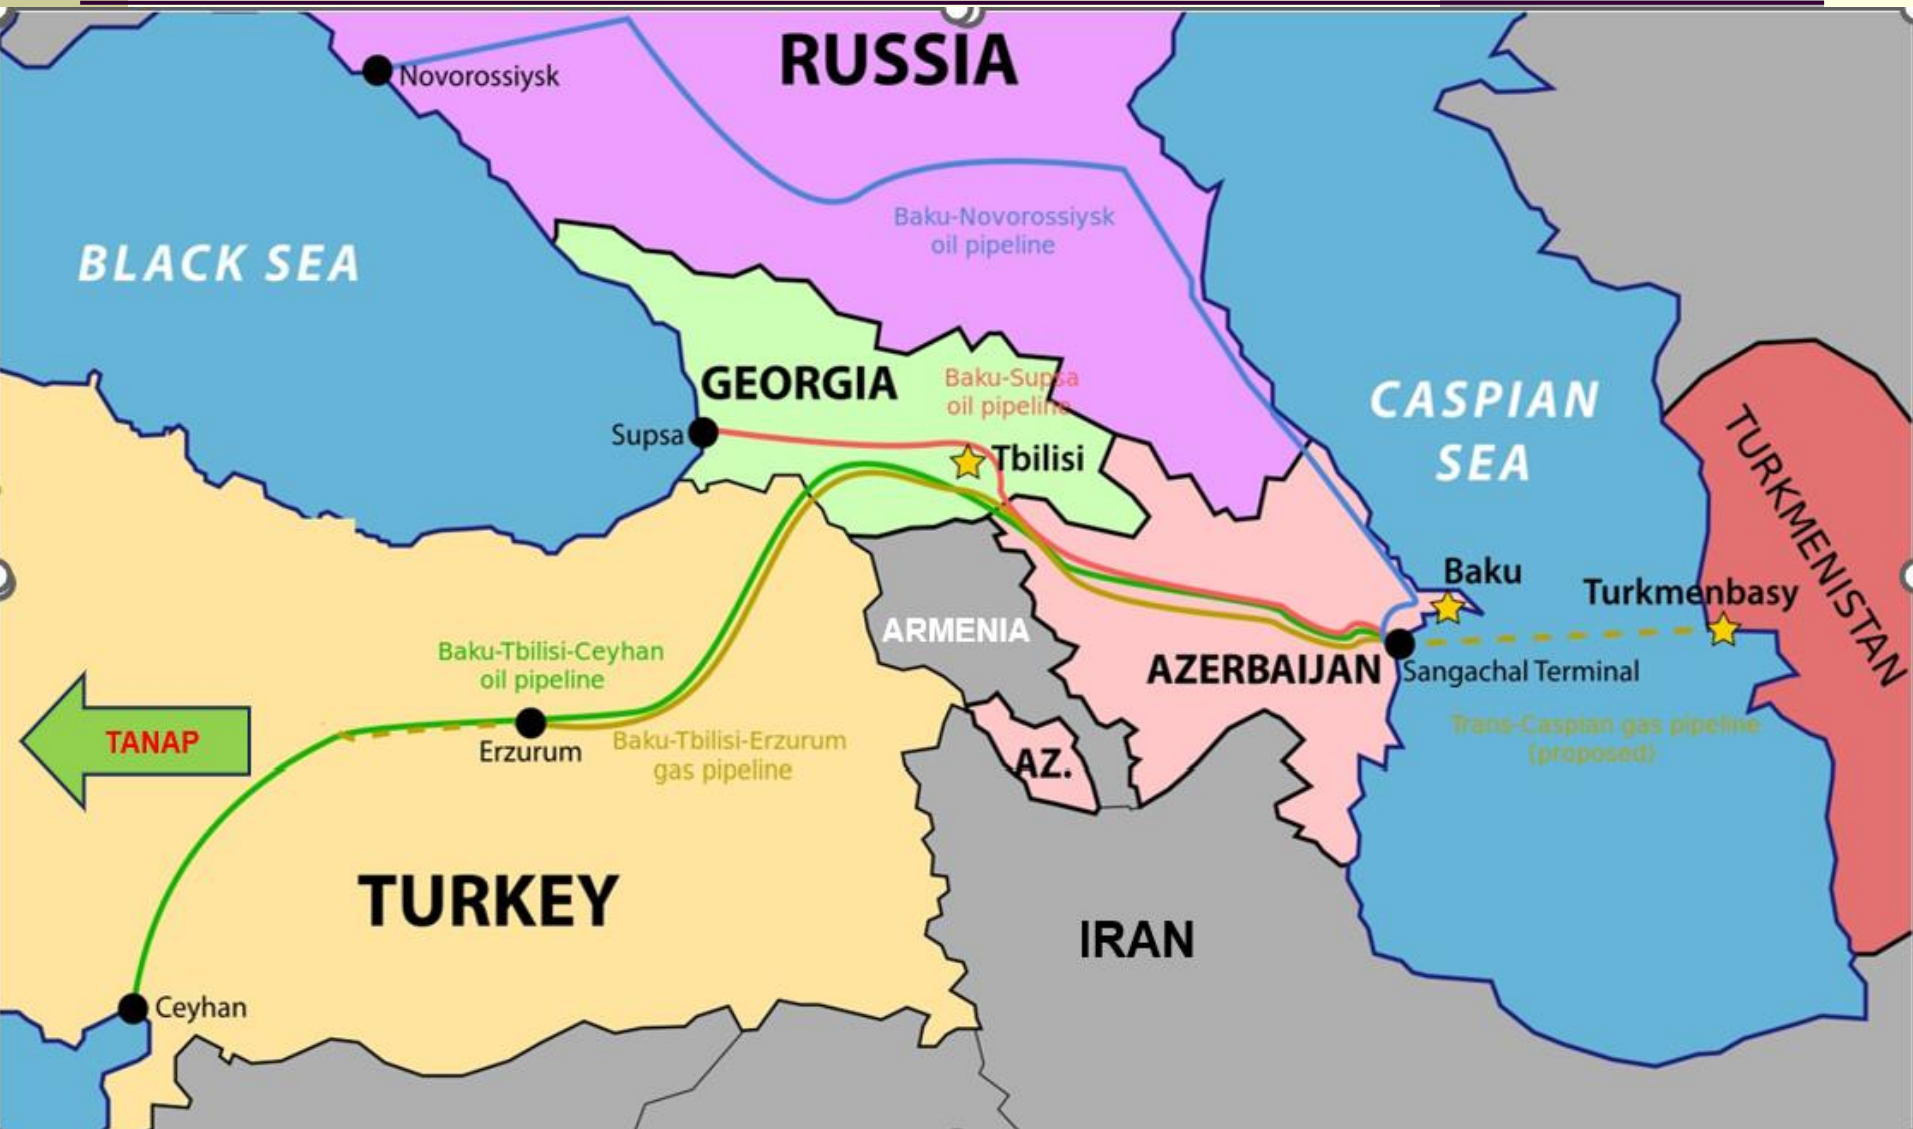 RUSSIA
Novorossiysk
Baku-Novorossiysk
oil pipeline
BLACK SEA
GEORGIA
Baku-Supsa
oil pipeline
CASPIAN
SEA
Supsa
Tbilisi
TURKMENISTAN
Baku
Turkmenbasy
ARMENIA
Baku-Tbilisi-Ceyhan
oil pipeline
AZERBAIJAN
Sangachal Terminal
TANAP
Erzurum
Baku-Tbilisi-Erzurum
gas pipeline
Trans-Caspian gas pipeline
(proposed)
AZ.
TURKEY
IRAN
Ceyhan